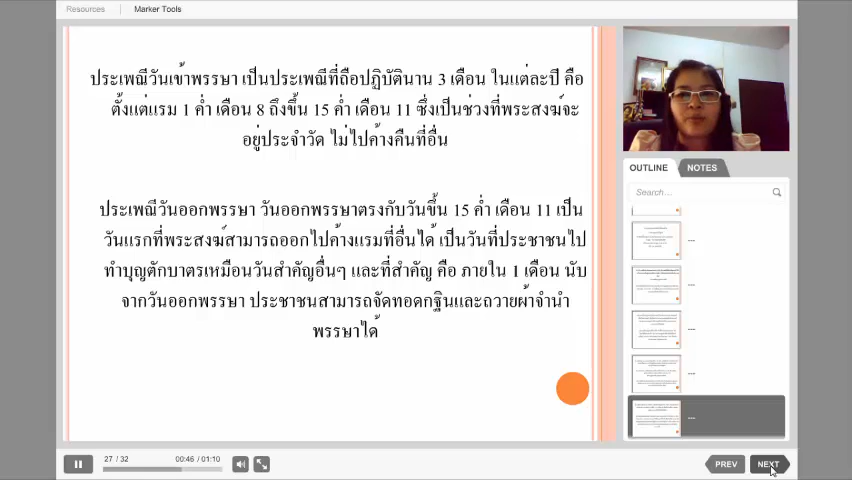 Resources
Marker Tools
ประเพณีวันเข้าพรรษา เป็นประเพณีที่ถือปฏิบัตินาน 3 เดือน ในแต่ละปี คือ
ตั้งแต่แรม 1 ค่ำ เดือน 8 ถึงขึ้น 15 ค่ำ เดือน 11 ซึ่งเป็นช่วงที่พระสงฆ์จะ
อยู่ประจำวัด ไม่ไปค้างคืนที่อื่น
ประเพณีวันออกพรรษา วันออกพรรษาตรงกับวันขึ้น 15 ค่ำ เดือน 11 เป็น
วันแรกที่พระสงฆ์สามารถออกไปค้างแรมที่อื่นได้ เป็นวันที่ประชาชนไป
ทำบุญตักบาตรเหมือนวันสำคัญอื่นๆ และที่สำคัญ คือ ภายใน 1 เดือน นับ
จากวันออกพรรษา ประชาชนสามารถจัดทอดกฐินและถวายผ้าจำนำ
พรรษาได้
OUTLINE
NOTES
Search...
...
...
...
...
...
27 / 32
00:46 / 01:10
PREV
NEXT